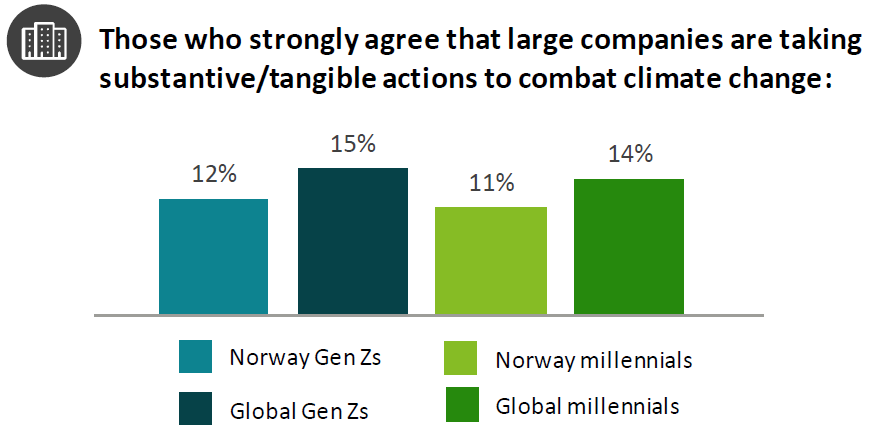 Those who strongly agree that large companies are taking
substantive/tangible actions to combat climate change:
12%
15%
11%
14%
Norway Gen Zs
Norway millennials
Global Gen Zs
Global millennials